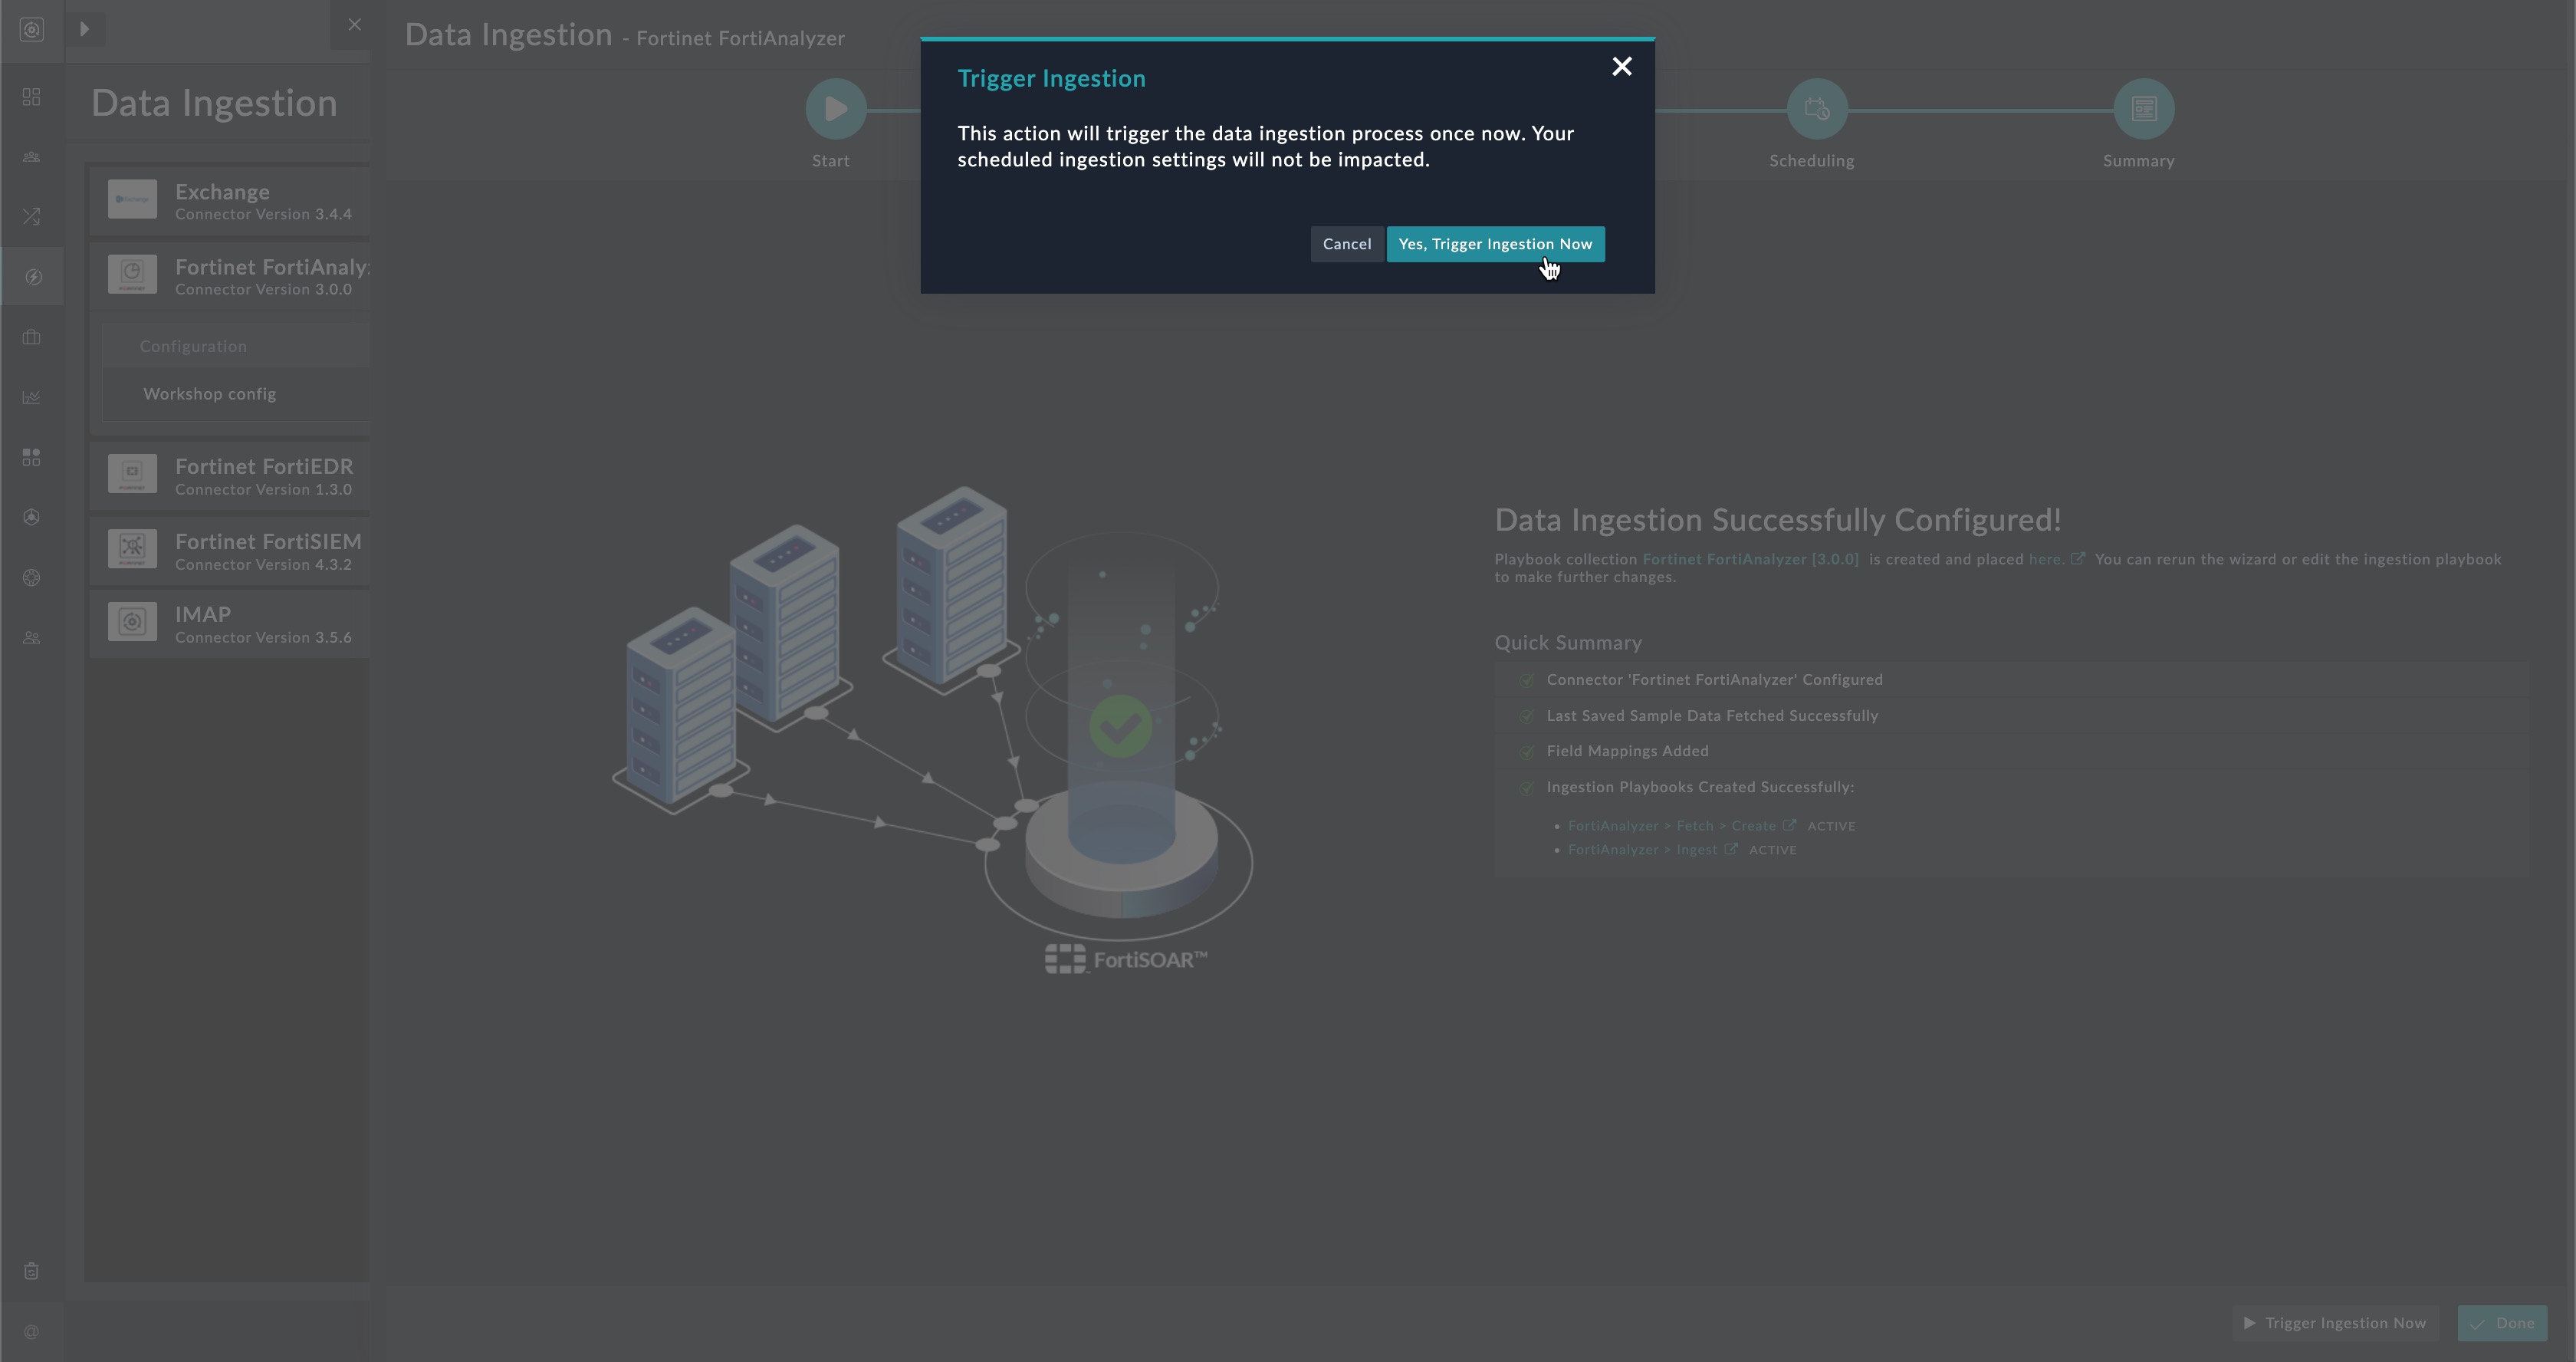 Data Ingestion - Fortinet FortiAnalyzer
Trigger Ingestion
This action will trigger the data ingestion process once now. Your
scheduled ingestion settings will not be impacted.
Cancel
Yes, Trigger Ingestion Now
Start
Scheduling
Summary
Data Ingestion
Exchange
Connector Version 3.4.4
Fortinet FortiAnaly
Connector Version 3.0.0
Configuration
Workshop config
Fortinet FortiEDR
Connector Version 1.3.0
Fortinet FortiSIEM
Connector Version 4.3.2
IMAP
Connector Version 3.5.6
FortiSOAR™
Data Ingestion Successfully Configured!
Playbook collection Fortinet FortiAnalyzer [3.0.0] is created and placed here. You can rerun the wizard or edit the ingestion playbook
to make further changes.
Quick Summary
Connector 'Fortinet FortiAnalyzer' Configured
Last Saved Sample Data Fetched Successfully
Field Mappings Added
Ingestion Playbooks Created Successfully:
• FortiAnalyzer > Fetch > Create ACTIVE
• FortiAnalyzer > Ingest ACTIVE
Trigger Ingestion Now
Done